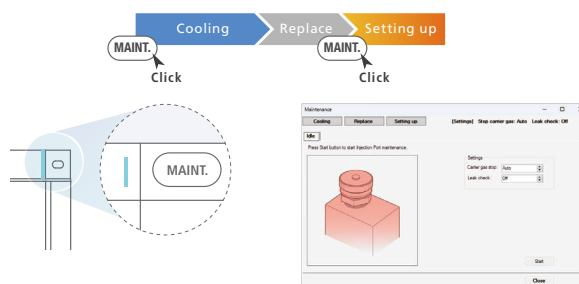 Cooling
Replace
Setting up
MAINT.
MAINT.
Click
Click
MAINT.
Maintenance
Cooling Replace Setting up [Settings] Stop carrier gas: Auto Leak check: Off
Idle
Press Start button to start Injection Port maintenance.
Settings
Carrier gas stop: Auto
Leak check: Off
Start
Close